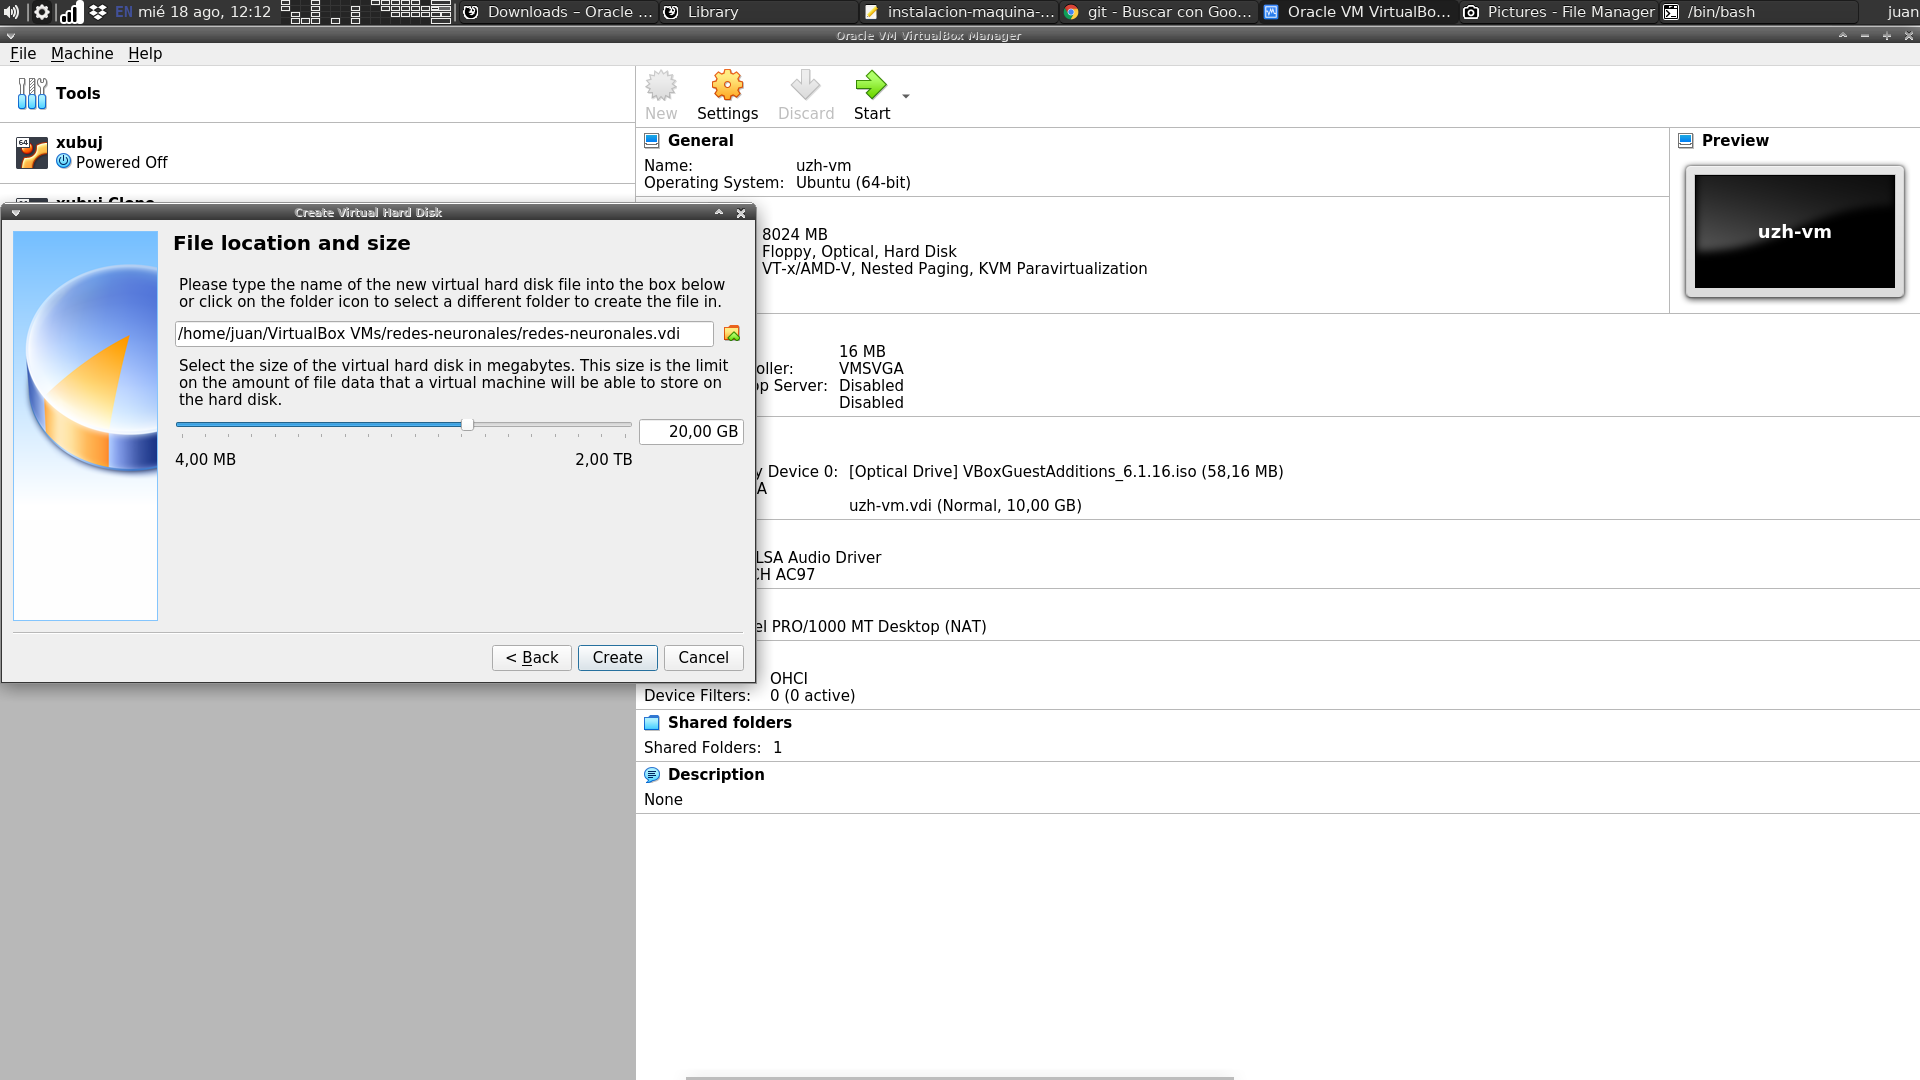 EN mié 18 ago, 12:12 Downloads – Oracle ... Library instalacion-maquina-... git - Buscar con Goo... Oracle VM VirtualBo... Pictures - File Manager /bin/bash juan
Oracle VM VirtualBox Manager
File Machine Help
Tools
New Settings Discard Start
64 xubuj
Powered Off
General
Name: uzh-vm
Operating System: Ubuntu (64-bit)
Preview
uzh-vm
Create Virtual Hard Disk
File location and size
Please type the name of the new virtual hard disk file into the box below
or click on the folder icon to select a different folder to create the file in.
/home/juan/VirtualBox VMs/redes-neuronales/redes-neuronales.vdi
Select the size of the virtual hard disk in megabytes. This size is the limit
on the amount of file data that a virtual machine will be able to store on
the hard disk.
20,00 GB
4,00 MB 2,00 TB
< Back Create Cancel
8024 MB
Floppy, Optical, Hard Disk
VT-x/AMD-V, Nested Paging, KVM Paravirtualization
16 MB
oller: VMSVGA
p Server: Disabled
Disabled
y Device 0: [Optical Drive] VBoxGuestAdditions_6.1.16.iso (58,16 MB)
A
uzh-vm.vdi (Normal, 10,00 GB)
LSA Audio Driver
CH AC97
el PRO/1000 MT Desktop (NAT)
OHCI
Device Filters: 0 (0 active)
Shared folders
Shared Folders: 1
Description
None